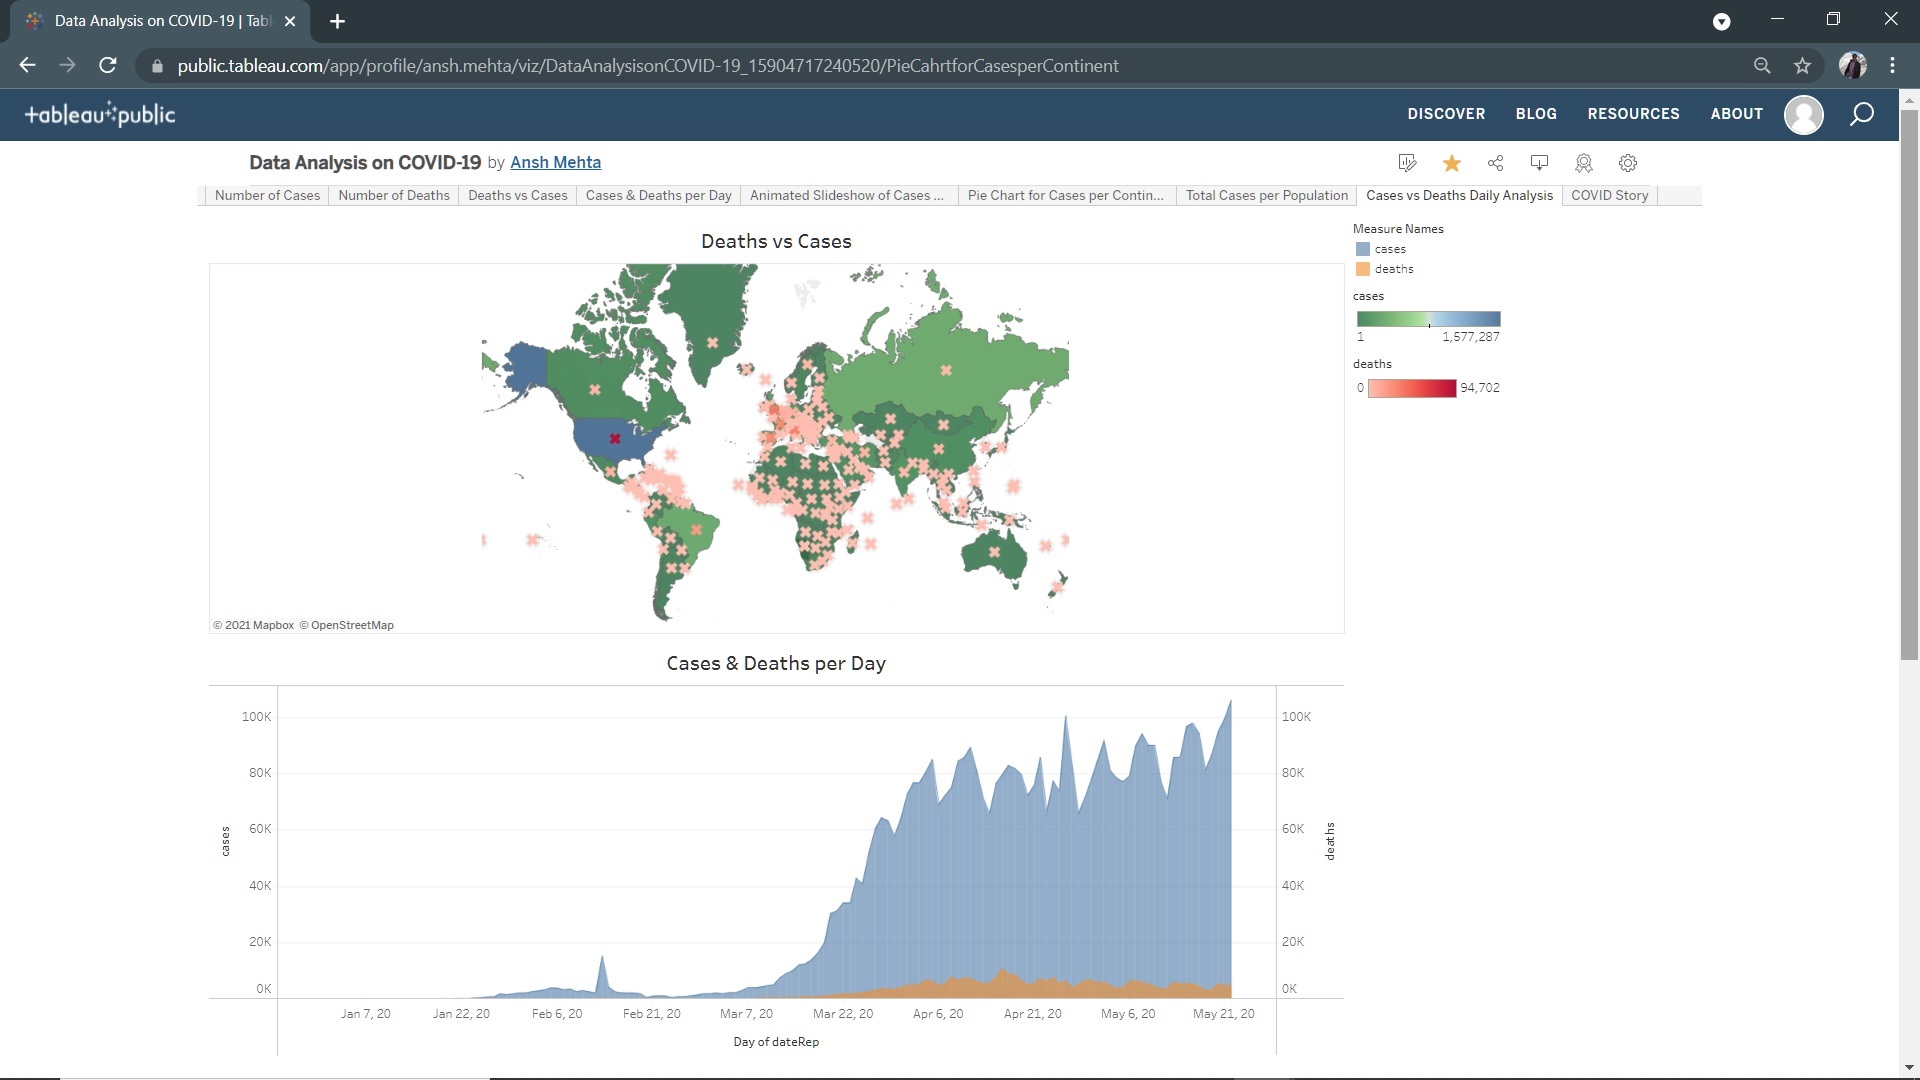 Data Analysis on COVID-19 | Tabl
public.tableau.com/app/profile/ansh.mehta/viz/DataAnalysisonCOVID-19_15904717240520/PieCahrtforCasesperContinent
+ableau public
DISCOVER BLOG RESOURCES ABOUT
Data Analysis on COVID-19 by Ansh Mehta
Number of Cases Number of Deaths Deaths vs Cases Cases & Deaths per Day Animated Slideshow of Cases ... Pie Chart for Cases per Contin... Total Cases per Population Cases vs Deaths Daily Analysis COVID Story
Deaths vs Cases
Measure Names
cases
deaths
cases
1 1,577,287
deaths
0 94,702
© 2021 Mapbox © OpenStreetMap
Cases & Deaths per Day
100K 100K
80K 80K
60K 60K
cases
deaths
40K 40K
20K 20K
0K 0K
Jan 7, 20 Jan 22, 20 Feb 6, 20 Feb 21, 20 Mar 7, 20 Mar 22, 20 Apr 6, 20 Apr 21, 20 May 6, 20 May 21, 20
Day of dateRep